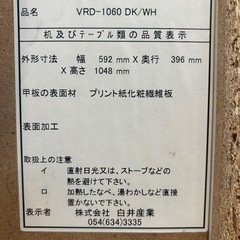 品名 VRD-1060 DK/WH
机及びテーブル類の品質表示
外形寸法 幅 592 mm X 奥行 396 mm
X 高さ 1048 mm
甲板の表面材 プリント紙化粧繊維板
表面加工
取扱上の注意
イ 直射日光又は、ストーブなどの
熱を避けて下さい。
ロ 加熱したなべ、湯わかしなど直接
置かないで下さい。
表示者 株式会社 白井産業
054(634)3335